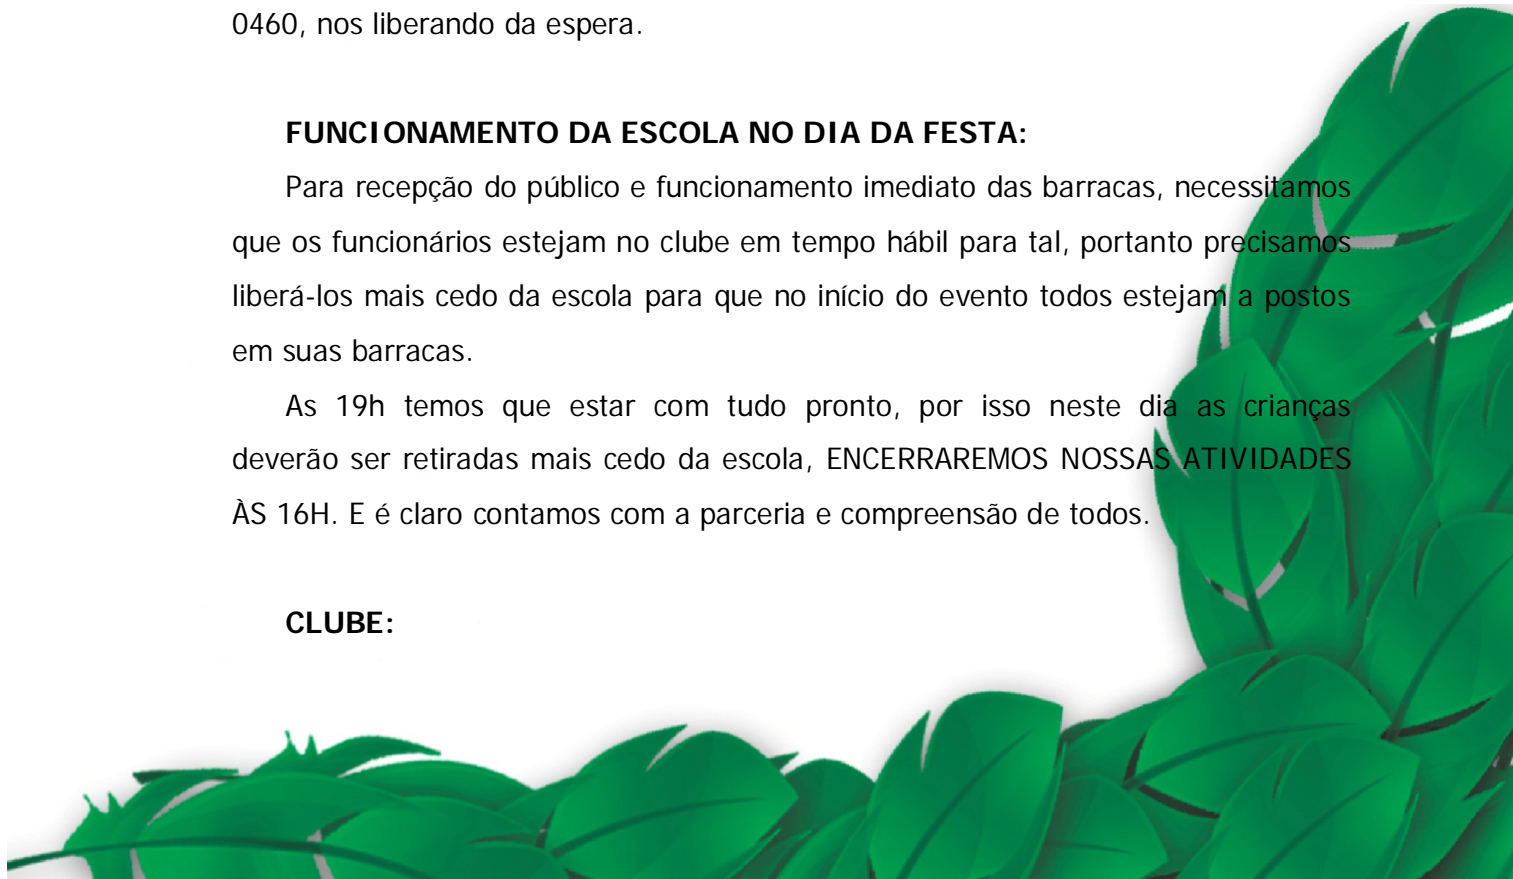 0460, nos liberando da espera.
FUNCIONAMENTO DA ESCOLA NO DIA DA FESTA:
Para recepção do público e funcionamento imediato das barracas, necessitamos
que os funcionários estejam no clube em tempo hábil para tal, portanto precisamos
liberá-los mais cedo da escola para que no início do evento todos estejam a postos
em suas barracas.
As 19h temos que estar com tudo pronto, por isso neste dia as crianças
deverão ser retiradas mais cedo da escola, ENCERRAREMOS NOSSAS ATIVIDADES
ÀS 16H. E é claro contamos com a parceria e compreensão de todos.
CLUBE: